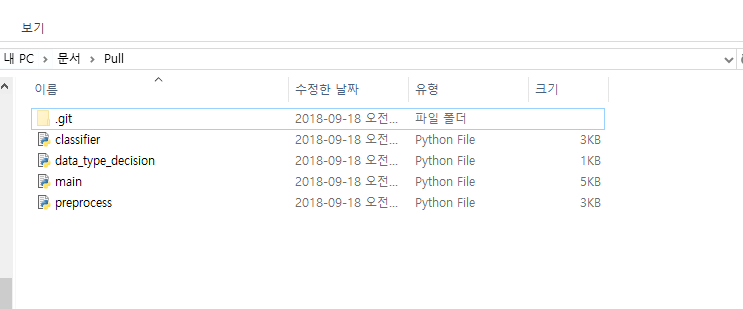 보기
내 PC > 문서 > Pull
이름 수정한 날짜 유형 크기
.git 2018-09-18 오전... 파일 폴더
classifier 2018-09-18 오전... Python File 3KB
data_type_decision 2018-09-18 오전... Python File 1KB
main 2018-09-18 오전... Python File 5KB
preprocess 2018-09-18 오전... Python File 3KB